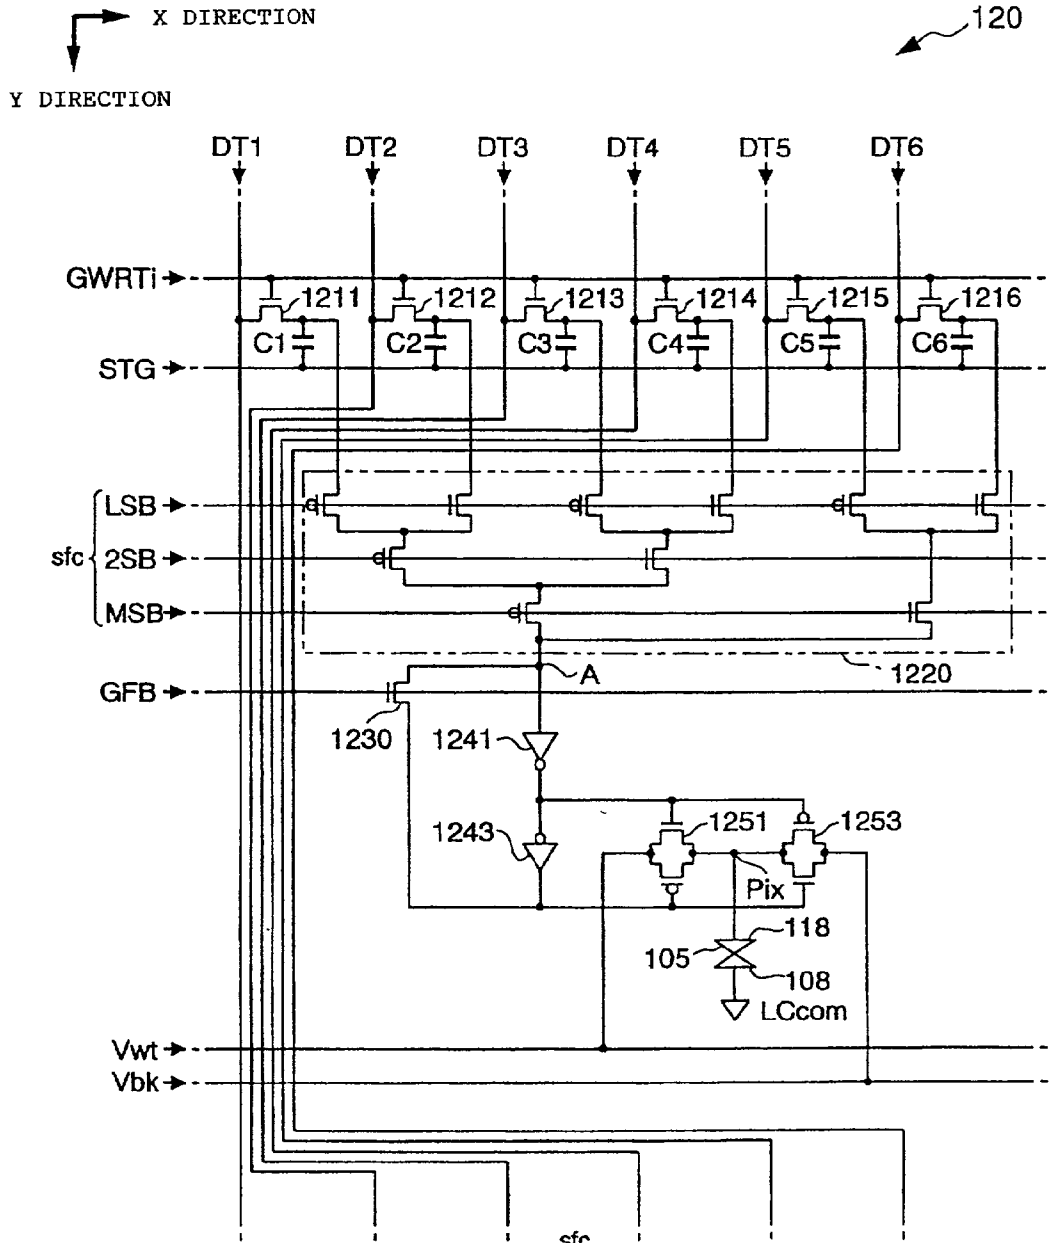 X DIRECTION
120
Y DIRECTION
DT1 DT2 DT3 DT4 DT5 DT6
GWRTi
1211 1212 1213 1214 1215 1216
C1 C2 C3 C4 C5 C6
STG
LSB
sfc 2SB
MSB
A 1220
GFB
1230 1241
1243 1251 1253
Pix
118
105
108
LCcom
Vwt
Vbk
sfc